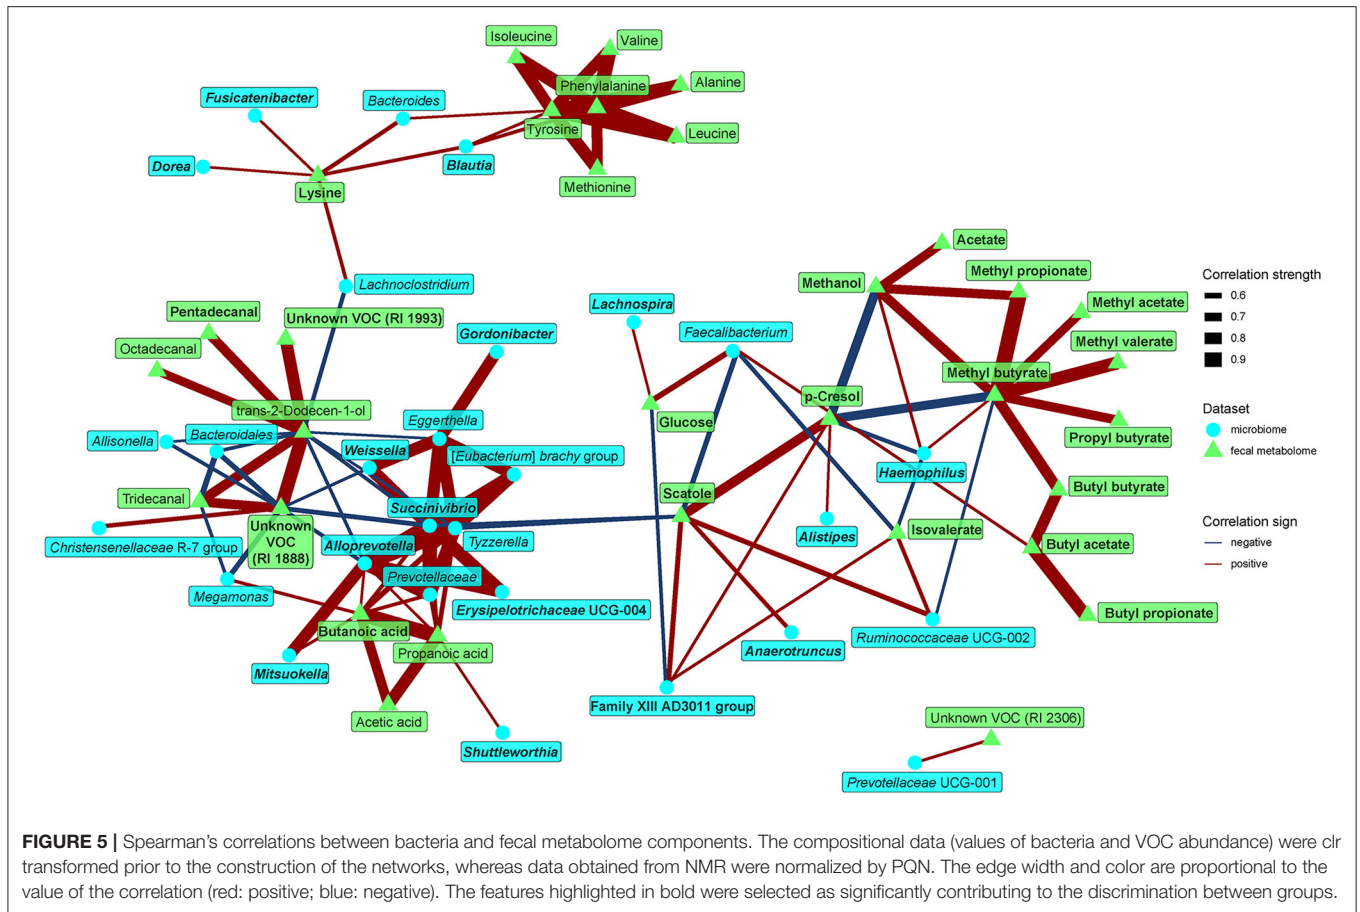 Isoleucine
Valine
Phenylalanine
Alanine
Fusicatenibacter
Bacteroides
Tyrosine
Leucine
Dorea
Blautia
Lysine
Methionine
Acetate
Methanol
Methyl propionate
Lachnoclostridium
Pentadecanal
Unknown VOC (RI 1993)
Lachnospira
Methyl acetate
Gordonibacter
Faecalibacterium
Methyl valerate
Octadecanal
Methyl butyrate
trans-2-Dodecen-1-ol
p-Cresol
Eggerthella
Glucose
Propyl butyrate
Allisonella
Bacteroidales
Weissella
[Eubacterium] brachy group
Haemophilus
Tridecanal
Scatole
Butyl butyrate
Succinivibrio
Unknown
VOC
(RI 1888)
Christensenellaceae R-7 group
Alloprevotella
Tyzzerella
Alistipes
Isovalerate
Butyl acetate
Megamonas
Prevotellaceae
Erysipelotrichaceae UCG-004
Butyl propionate
Butanoic acid
Propanoic acid
Anaerotruncus
Ruminococcaceae UCG-002
Mitsuokella
Family XIII AD3011 group
Acetic acid
Shuttleworthia
Unknown VOC (RI 2306)
Prevotellaceae UCG-001
Correlation strength
0.6
0.7
0.8
0.9
Dataset
microbiome
fecal metabolome
Correlation sign
negative
positive
FIGURE 5 | Spearman's correlations between bacteria and fecal metabolome components. The compositional data (values of bacteria and VOC abundance) were clr
transformed prior to the construction of the networks, whereas data obtained from NMR were normalized by PQN. The edge width and color are proportional to the
value of the correlation (red: positive; blue: negative). The features highlighted in bold were selected as significantly contributing to the discrimination between groups.